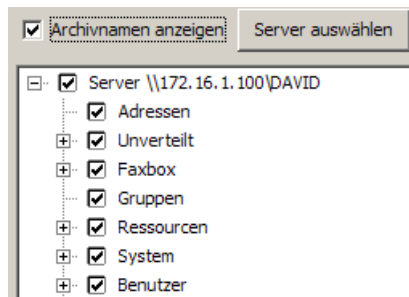 Archivnamen anzeigen Server auswählen
Server \\172.16.1.100\DAVID
Adressen
Unverteilt
Faxbox
Gruppen
Ressourcen
System
Benutzer